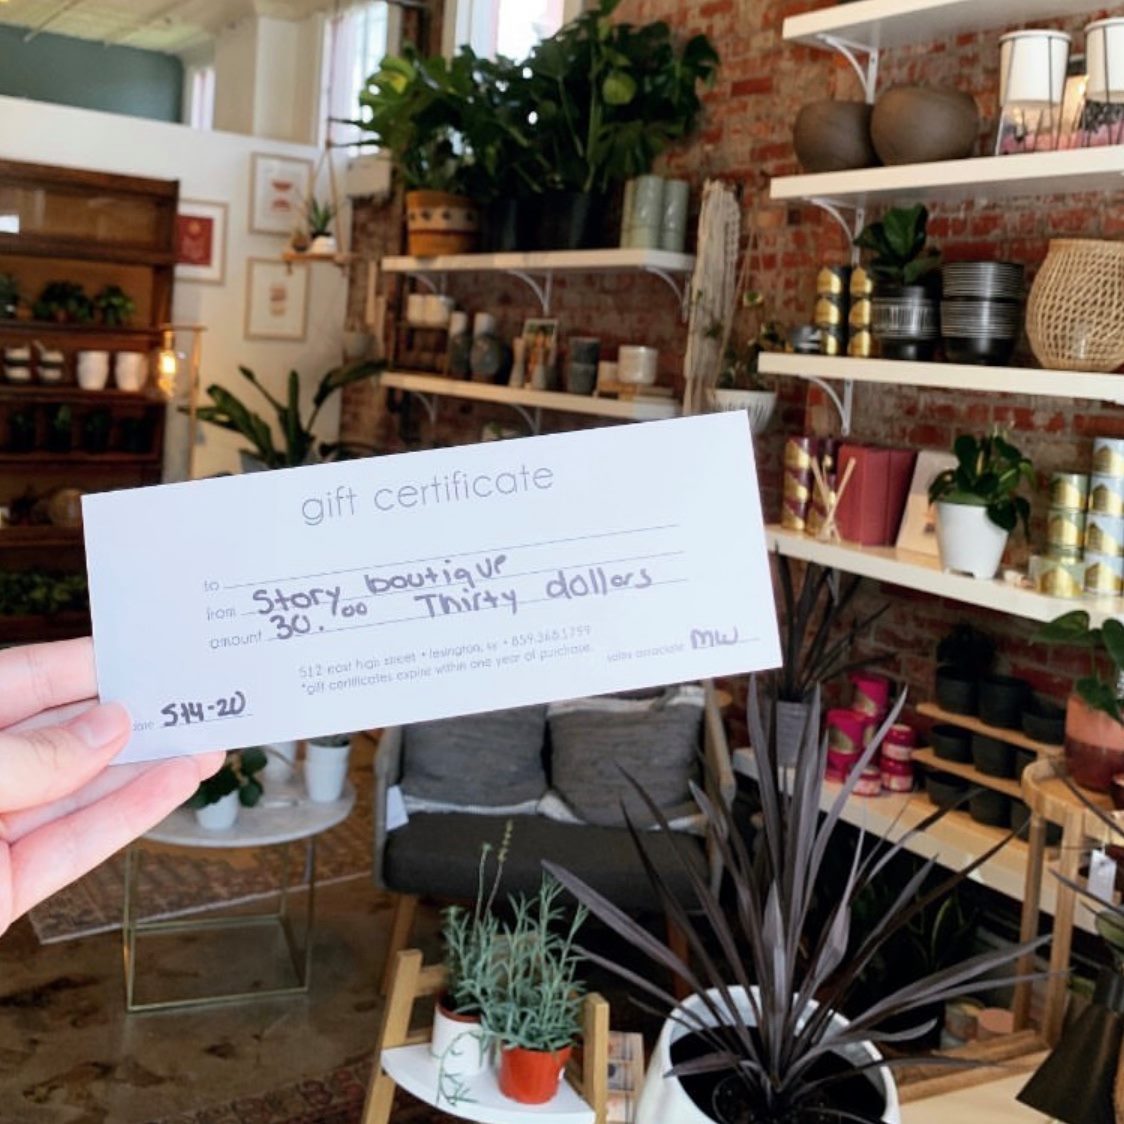 gift certificate
to
from Story boutique
amount 30.00 Thirty dollars
512 east high street • lexington, ky • 859.368.1799
*gift certificates expire within one year of purchase.
sales associate MW
date 5-14-20